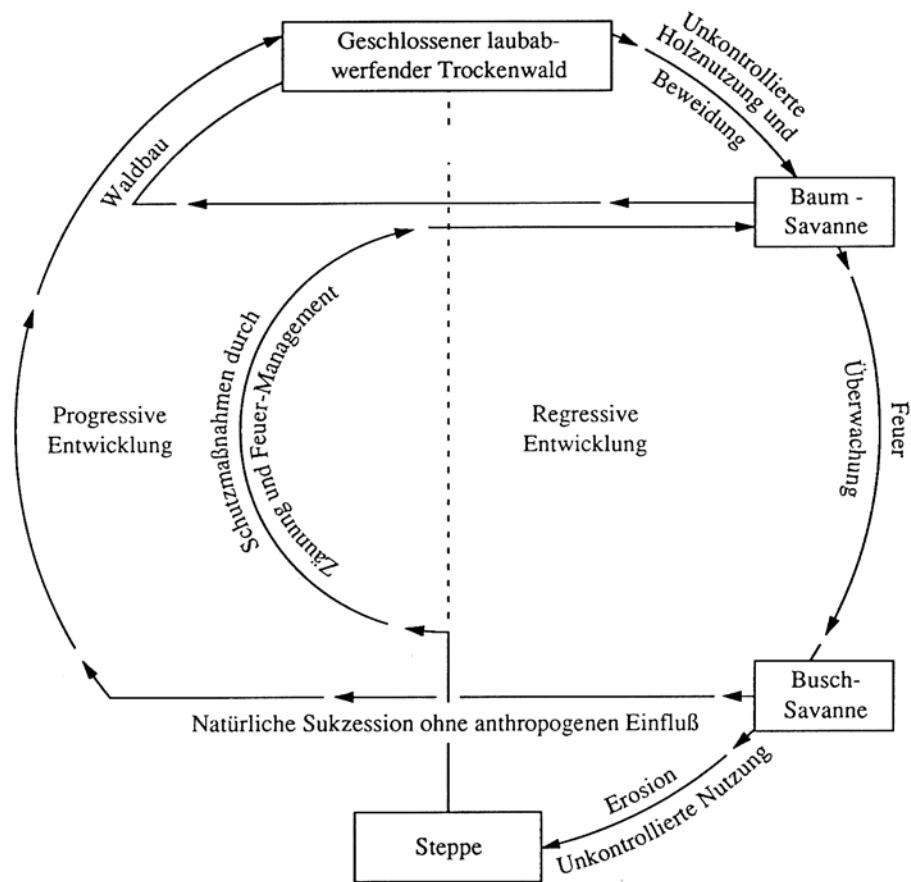 Geschlossener laubab-
werfender Trockenwald
Unkontrollierte
Holznutzung und
Beweidung
Waldbau
Baum -
Savanne
Schutzmaßnahmen durch
Zäunung und Feuer-Management
Progressive
Entwicklung
Regressive
Entwicklung
Überwachung
Feuer
Busch-
Savanne
Natürliche Sukzession ohne anthropogenen Einfluß
Erosion
Unkontrollierte Nutzung
Steppe